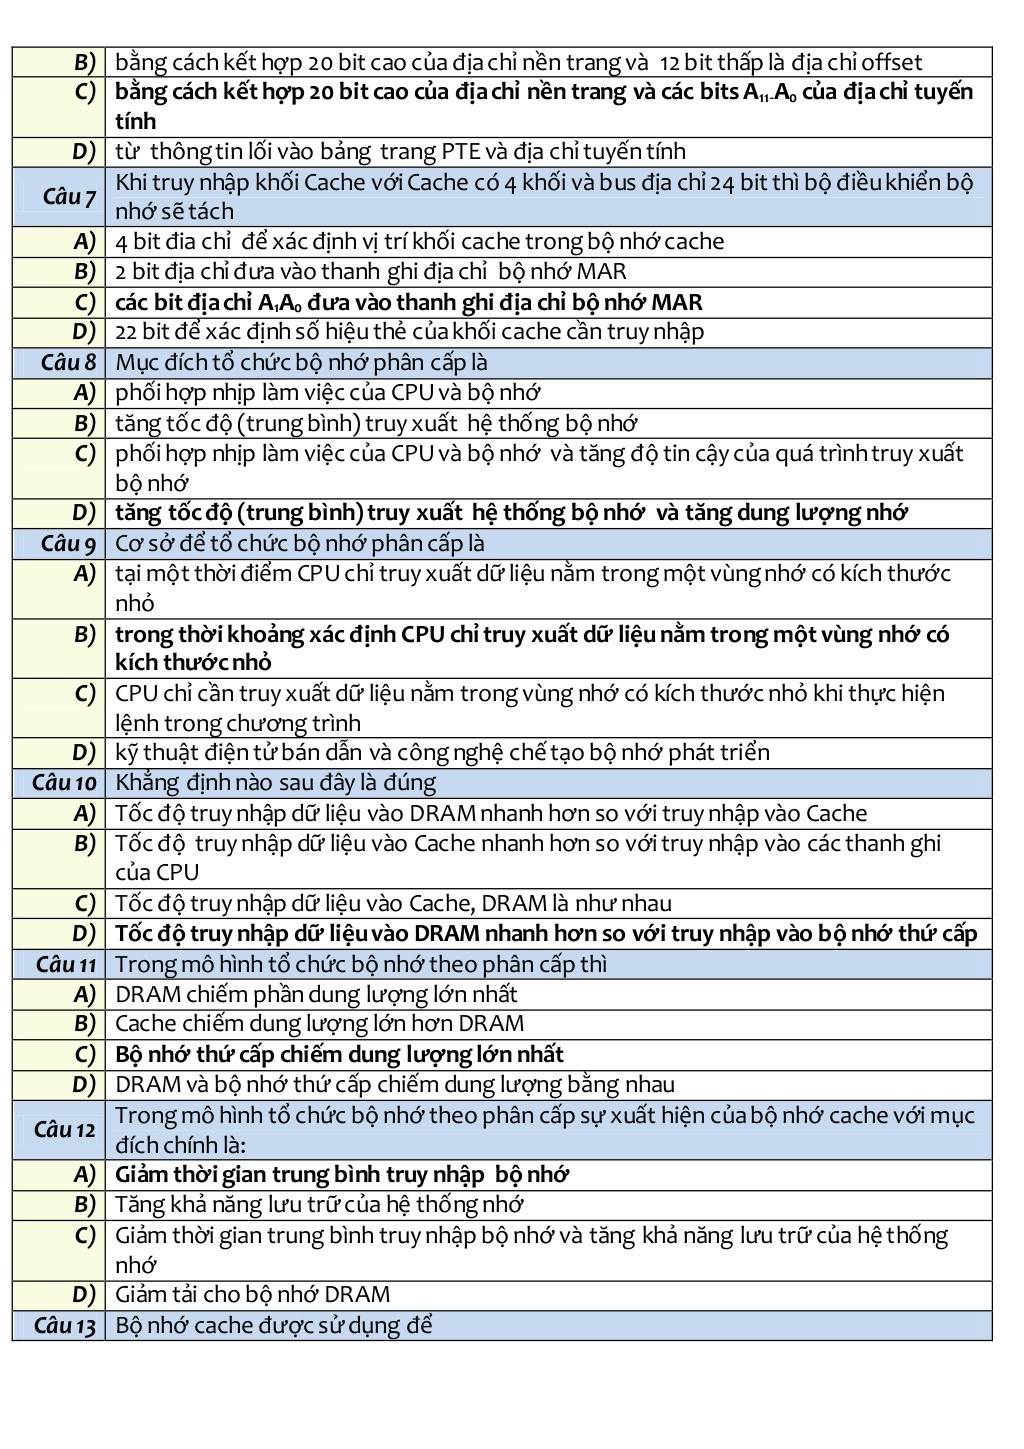 B) bằng cách kết hợp 20 bit cao của địa chỉ nền trang và 12 bit thấp là địa chỉ offset
C) bằng cách kết hợp 20 bit cao của địa chỉ nền trang và các bits A₁₁-A₀ của địa chỉ tuyến
tính
D) từ thông tin lối vào bảng trang PTE và địa chỉ tuyến tính
Câu 7 Khi truy nhập khối Cache với Cache có 4 khối và bus địa chỉ 24 bit thì bộ điều khiển bộ
nhớ sẽ tách
A) 4 bit đia chỉ để xác định vị trí khối cache trong bộ nhớ cache
B) 2 bit địa chỉ đưa vào thanh ghi địa chỉ bộ nhớ MAR
C) các bit địa chỉ A₁A₀ đưa vào thanh ghi địa chỉ bộ nhớ MAR
D) 22 bit để xác định số hiệu thẻ của khối cache cần truy nhập
Câu 8 Mục đích tổ chức bộ nhớ phân cấp là
A) phối hợp nhịp làm việc của CPU và bộ nhớ
B) tăng tốc độ (trung bình) truy xuất hệ thống bộ nhớ
C) phối hợp nhịp làm việc của CPU và bộ nhớ và tăng độ tin cậy của quá trình truy xuất
bộ nhớ
D) tăng tốc độ (trung bình) truy xuất hệ thống bộ nhớ và tăng dung lượng nhớ
Câu 9 Cơ sở để tổ chức bộ nhớ phân cấp là
A) tại một thời điểm CPU chỉ truy xuất dữ liệu nằm trong một vùng nhớ có kích thước
nhỏ
B) trong thời khoảng xác định CPU chỉ truy xuất dữ liệu nằm trong một vùng nhớ có
kích thước nhỏ
C) CPU chỉ cần truy xuất dữ liệu nằm trong vùng nhớ có kích thước nhỏ khi thực hiện
lệnh trong chương trình
D) kỹ thuật điện tử bán dẫn và công nghệ chế tạo bộ nhớ phát triển
Câu 10 Khẳng định nào sau đây là đúng
A) Tốc độ truy nhập dữ liệu vào DRAM nhanh hơn so với truy nhập vào Cache
B) Tốc độ truy nhập dữ liệu vào Cache nhanh hơn so với truy nhập vào các thanh ghi
của CPU
C) Tốc độ truy nhập dữ liệu vào Cache, DRAM là như nhau
D) Tốc độ truy nhập dữ liệu vào DRAM nhanh hơn so với truy nhập vào bộ nhớ thứ cấp
Câu 11 Trong mô hình tổ chức bộ nhớ theo phân cấp thì
A) DRAM chiếm phần dung lượng lớn nhất
B) Cache chiếm dung lượng lớn hơn DRAM
C) Bộ nhớ thứ cấp chiếm dung lượng lớn nhất
D) DRAM và bộ nhớ thứ cấp chiếm dung lượng bằng nhau
Câu 12 Trong mô hình tổ chức bộ nhớ theo phân cấp sự xuất hiện của bộ nhớ cache với mục
đích chính là:
A) Giảm thời gian trung bình truy nhập bộ nhớ
B) Tăng khả năng lưu trữ của hệ thống nhớ
C) Giảm thời gian trung bình truy nhập bộ nhớ và tăng khả năng lưu trữ của hệ thống
nhớ
D) Giảm tải cho bộ nhớ DRAM
Câu 13 Bộ nhớ cache được sử dụng để